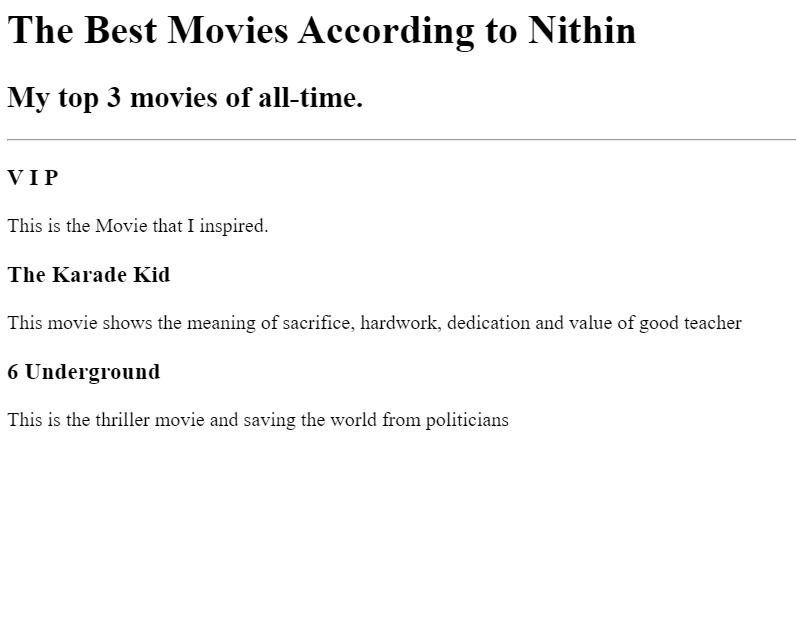 The Best Movies According to Nithin
My top 3 movies of all-time.
V I P
This is the Movie that I inspired.
The Karade Kid
This movie shows the meaning of sacrifice, hardwork, dedication and value of good teacher
6 Underground
This is the thriller movie and saving the world from politicians